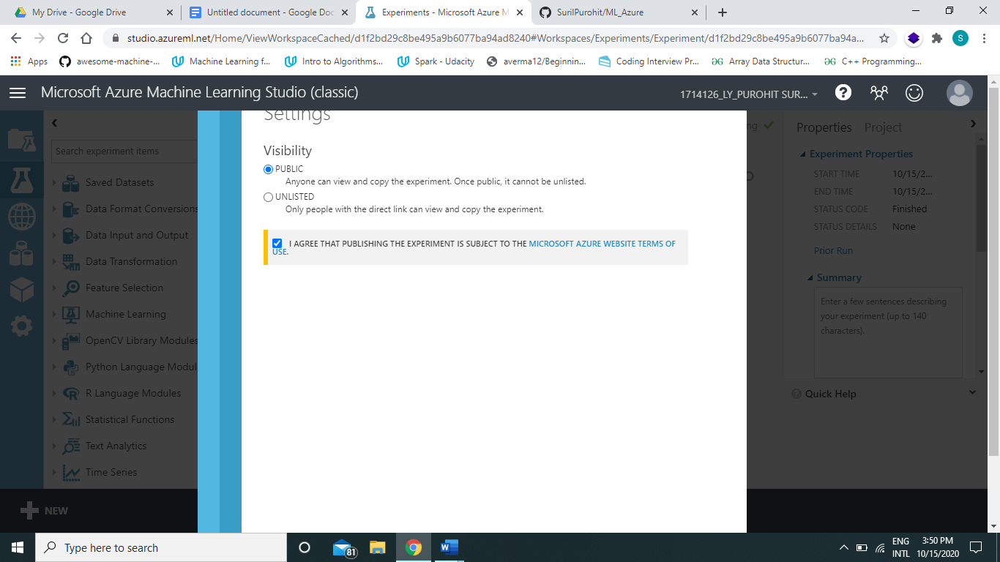 My Drive - Google Drive
Untitled document - Google Doc
Experiments - Microsoft Azure M
SurilPurohit/ML_Azure
studio.azureml.net/Home/ViewWorkspaceCached/d1f2bd29c8be495a9b6077ba94ad8240#Workspaces/Experiments/Experiment/d1f2bd29c8be495a9b6077ba94a...
S
Apps
awesome-machine-...
Machine Learning f...
Intro to Algorithms...
Spark - Udacity
averma12/Beginnin...
Coding Interview Pr...
Array Data Structur...
C++ Programming...
Microsoft Azure Machine Learning Studio (classic)
1714126_LY_PUROHIT SUR...
Settings
ng
Search experiment items
Saved Datasets
Data Format Conversions
Data Input and Output
Data Transformation
Feature Selection
Machine Learning
OpenCV Library Modules
Python Language Modul
R Language Modules
Statistical Functions
Text Analytics
Time Series
NEW
Visibility
PUBLIC
Anyone can view and copy the experiment. Once public, it cannot be unlisted.
UNLISTED
Only people with the direct link can view and copy the experiment.
I AGREE THAT PUBLISHING THE EXPERIMENT IS SUBJECT TO THE MICROSOFT AZURE WEBSITE TERMS OF
USE.
Properties Project
Experiment Properties
START TIME 10/15/2...
END TIME 10/15/2...
STATUS CODE Finished
STATUS DETAILS None
Prior Run
Summary
Enter a few sentences describing
your experiment (up to 140
characters).
Quick Help
Type here to search
81
ENG
INTL
3:50 PM
10/15/2020